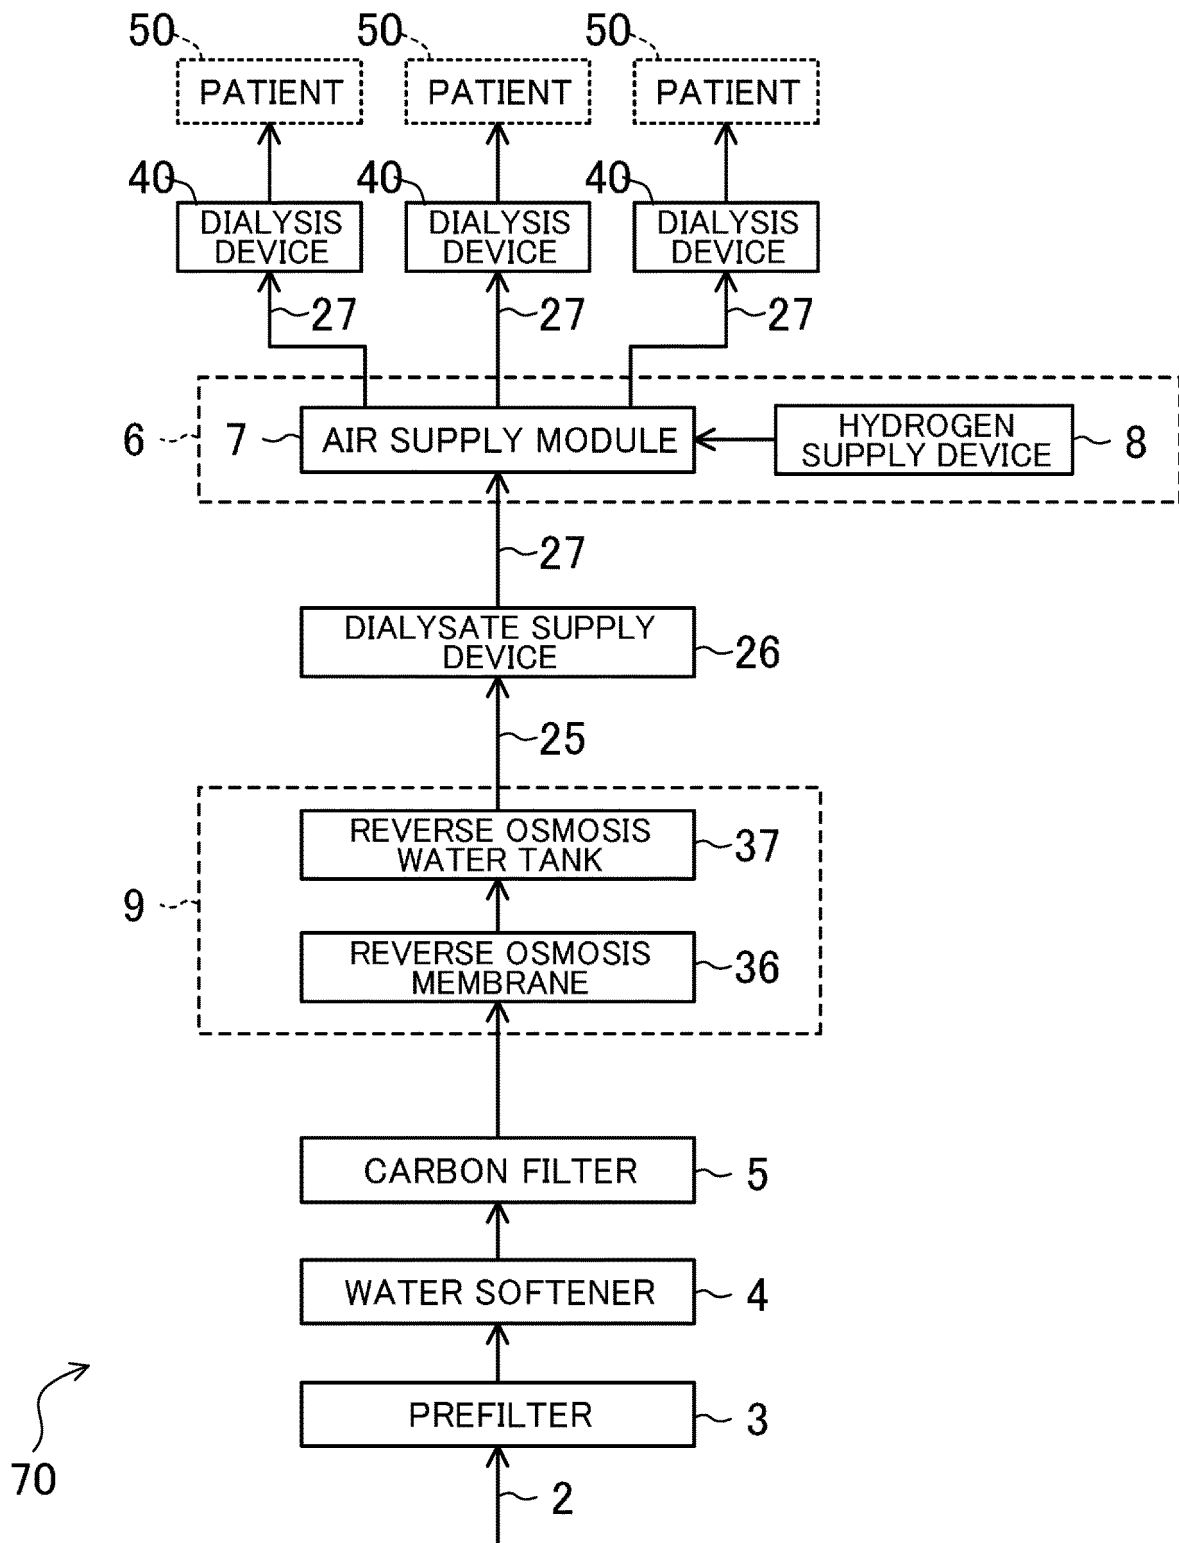 50 50 50
PATIENT PATIENT PATIENT
40 40 40
DIALYSIS DIALYSIS DIALYSIS
DEVICE DEVICE DEVICE
27 27 27
6 7 AIR SUPPLY MODULE HYDROGEN 8
SUPPLY DEVICE
27
DIALYSATE SUPPLY
DEVICE 26
25
REVERSE OSMOSIS
WATER TANK 37
9
REVERSE OSMOSIS
MEMBRANE 36
CARBON FILTER 5
WATER SOFTENER 4
PREFILTER 3
70
2